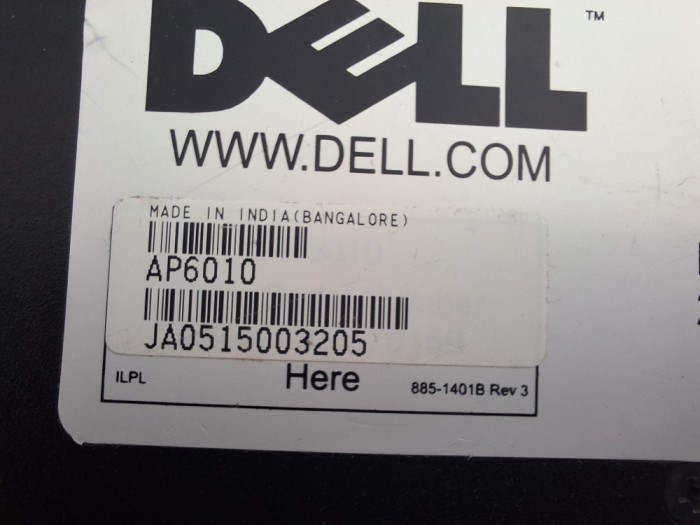 DELL™
WWW.DELL.COM
MADE IN INDIA(BANGALORE)
AP6010
JA0515003205
ILPL
Here
885-1401B Rev 3